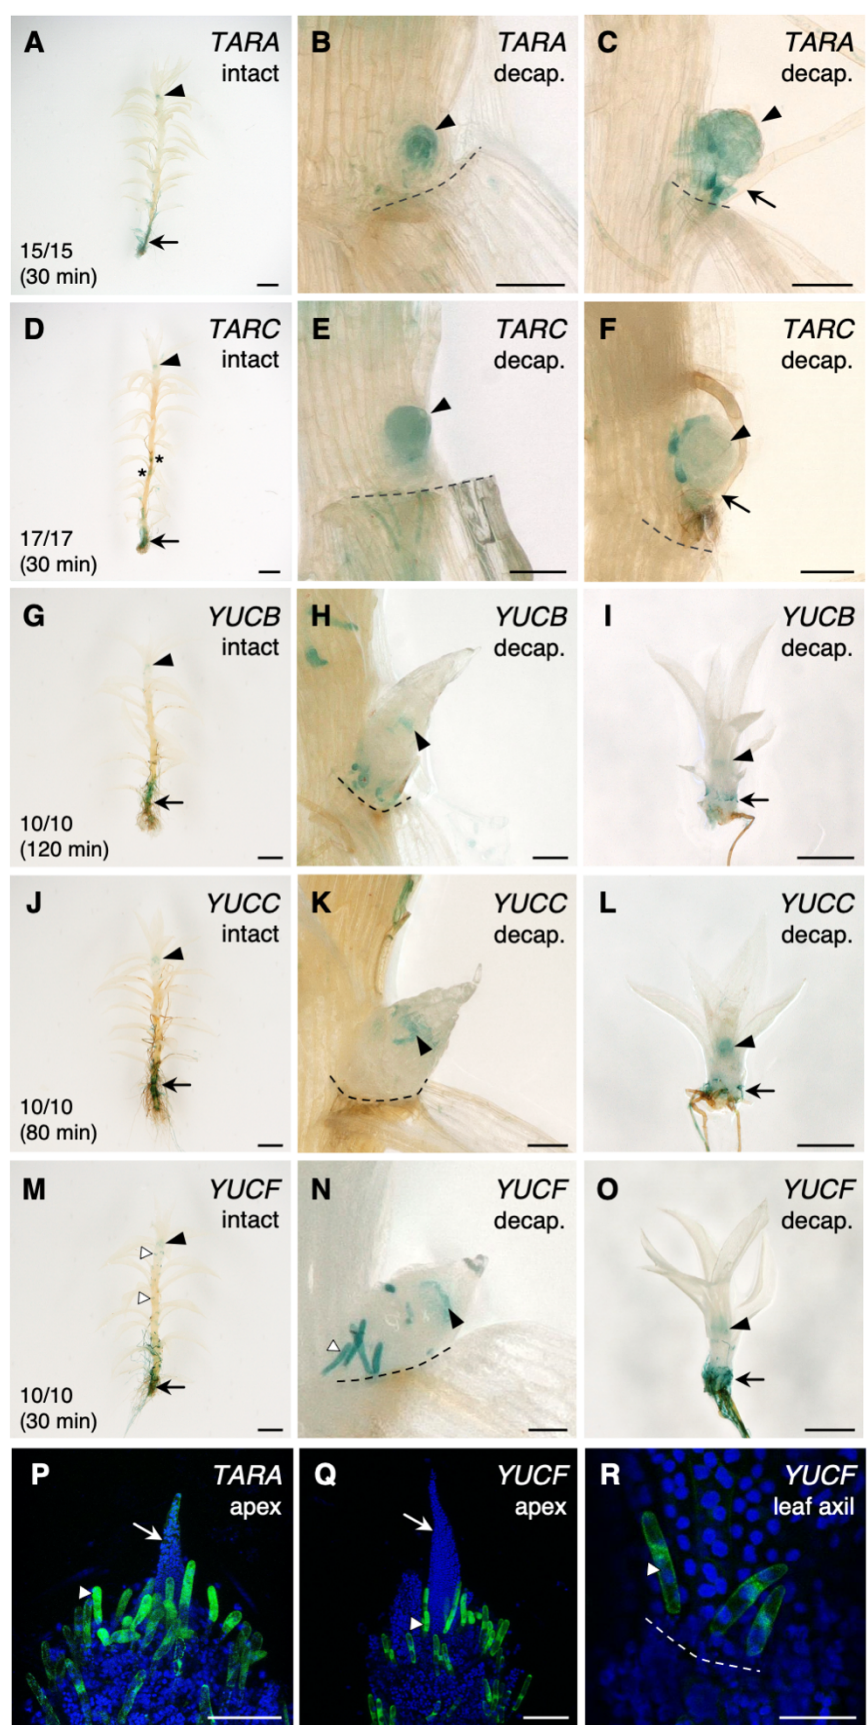 A
TARA
intact
15/15
(30 min)
B
TARA
decap.
C
TARA
decap.
D
TARC
intact
*
*
17/17
(30 min)
E
TARC
decap.
F
TARC
decap.
G
YUCB
intact
10/10
(120 min)
H
YUCB
decap.
I
YUCB
decap.
J
YUCC
intact
10/10
(80 min)
K
YUCC
decap.
L
YUCC
decap.
M
YUCF
intact
10/10
(30 min)
N
YUCF
decap.
O
YUCF
decap.
P
TARA
apex
Q
YUCF
apex
R
YUCF
leaf axil